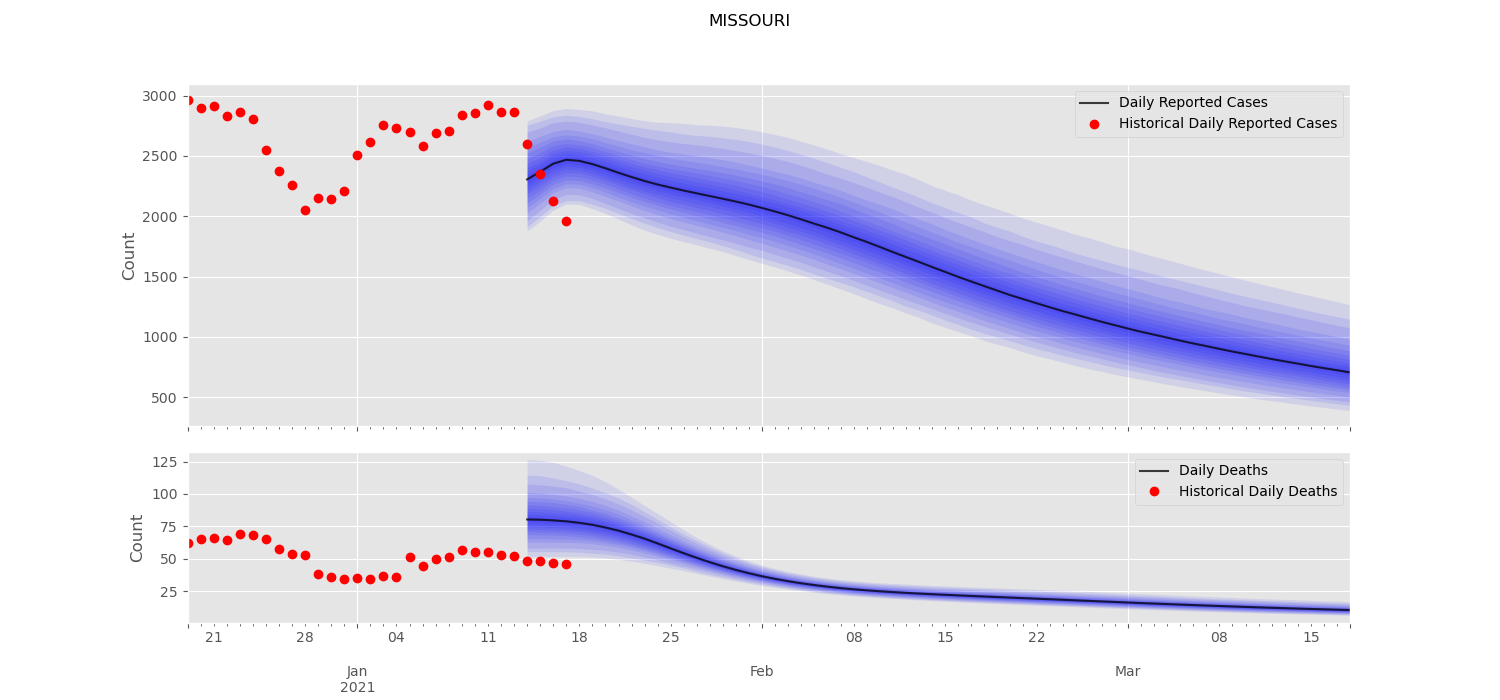 MISSOURI
3000
2500
2000
1500
1000
500
Count
Daily Reported Cases
Historical Daily Reported Cases
125
100
75
50
25
Count
Daily Deaths
Historical Daily Deaths
21 28 04 11 18 25 08 15 22 08 15
Jan Feb Mar
2021